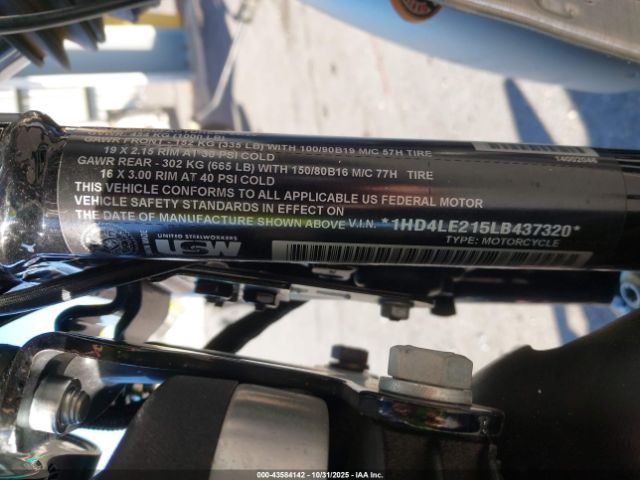 GAWR FRONT - 152 KG (335 LB) WITH 100/90B19 M/C 57H TIRE
19 X 2.15 RIM AT 36 PSI COLD
GAWR REAR - 302 KG (665 LB) WITH 150/80B16 M/C 77H TIRE
16 X 3.00 RIM AT 40 PSI COLD
THIS VEHICLE CONFORMS TO ALL APPLICABLE US FEDERAL MOTOR
VEHICLE SAFETY STANDARDS IN EFFECT ON
THE DATE OF MANUFACTURE SHOWN ABOVE V.I.N. *1HD4LE215LB437320*
TYPE: MOTORCYCLE
UNITED STEELWORKERS
USW
000-43584142 - 10/31/2025 - IAA Inc.